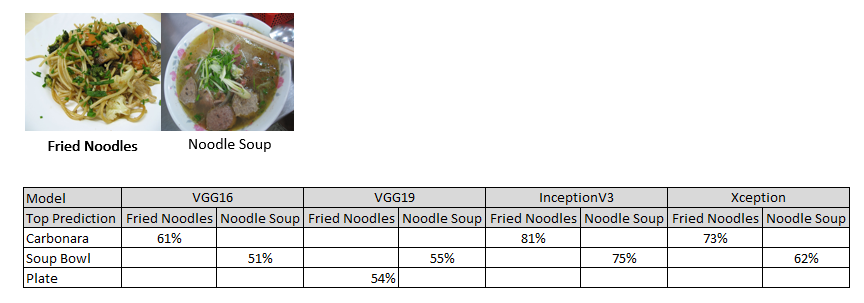 Fried Noodles Noodle Soup
Model VGG16 VGG19 InceptionV3 Xception
Top Prediction Fried Noodles Noodle Soup Fried Noodles Noodle Soup Fried Noodles Noodle Soup Fried Noodles Noodle Soup
Carbonara 61% 81% 73%
Soup Bowl 51% 55% 75% 62%
Plate 54%